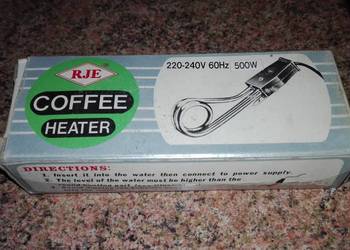 RJE
COFFEE
HEATER
220-240V 60Hz 500W
DIRECTIONS:
1. Insert it into the water then connect to power supply.
2. The level of the water must be higher than the